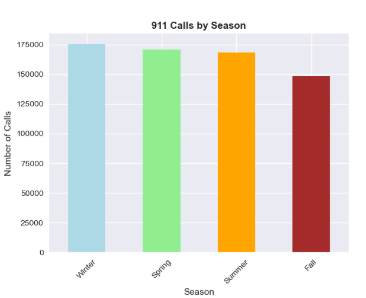 911 Calls by Season
Number of Calls
175000
150000
125000
100000
75000
50000
25000
0
Winter
Spring
Summer
Fall
Season